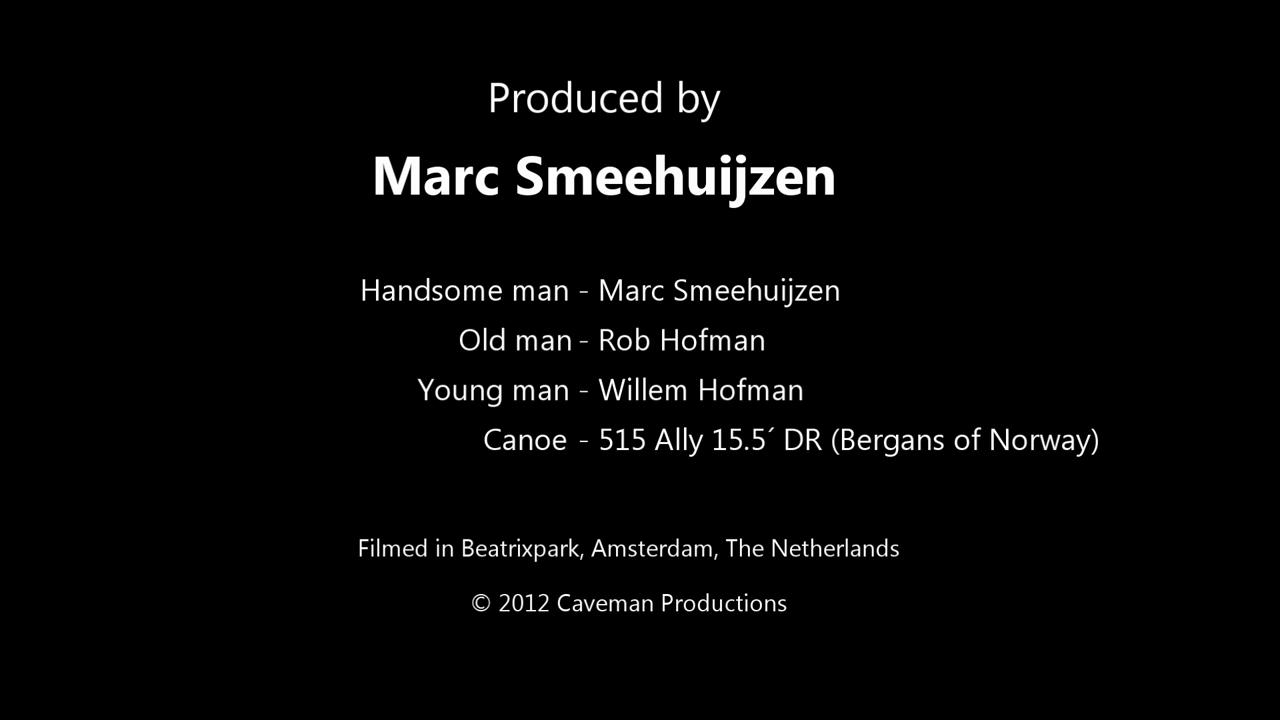 Produced by
Marc Smeehuijzen
Handsome man - Marc Smeehuijzen
Old man - Rob Hofman
Young man - Willem Hofman
Canoe - 515 Ally 15.5´ DR (Bergans of Norway)
Filmed in Beatrixpark, Amsterdam, The Netherlands
© 2012 Caveman Productions